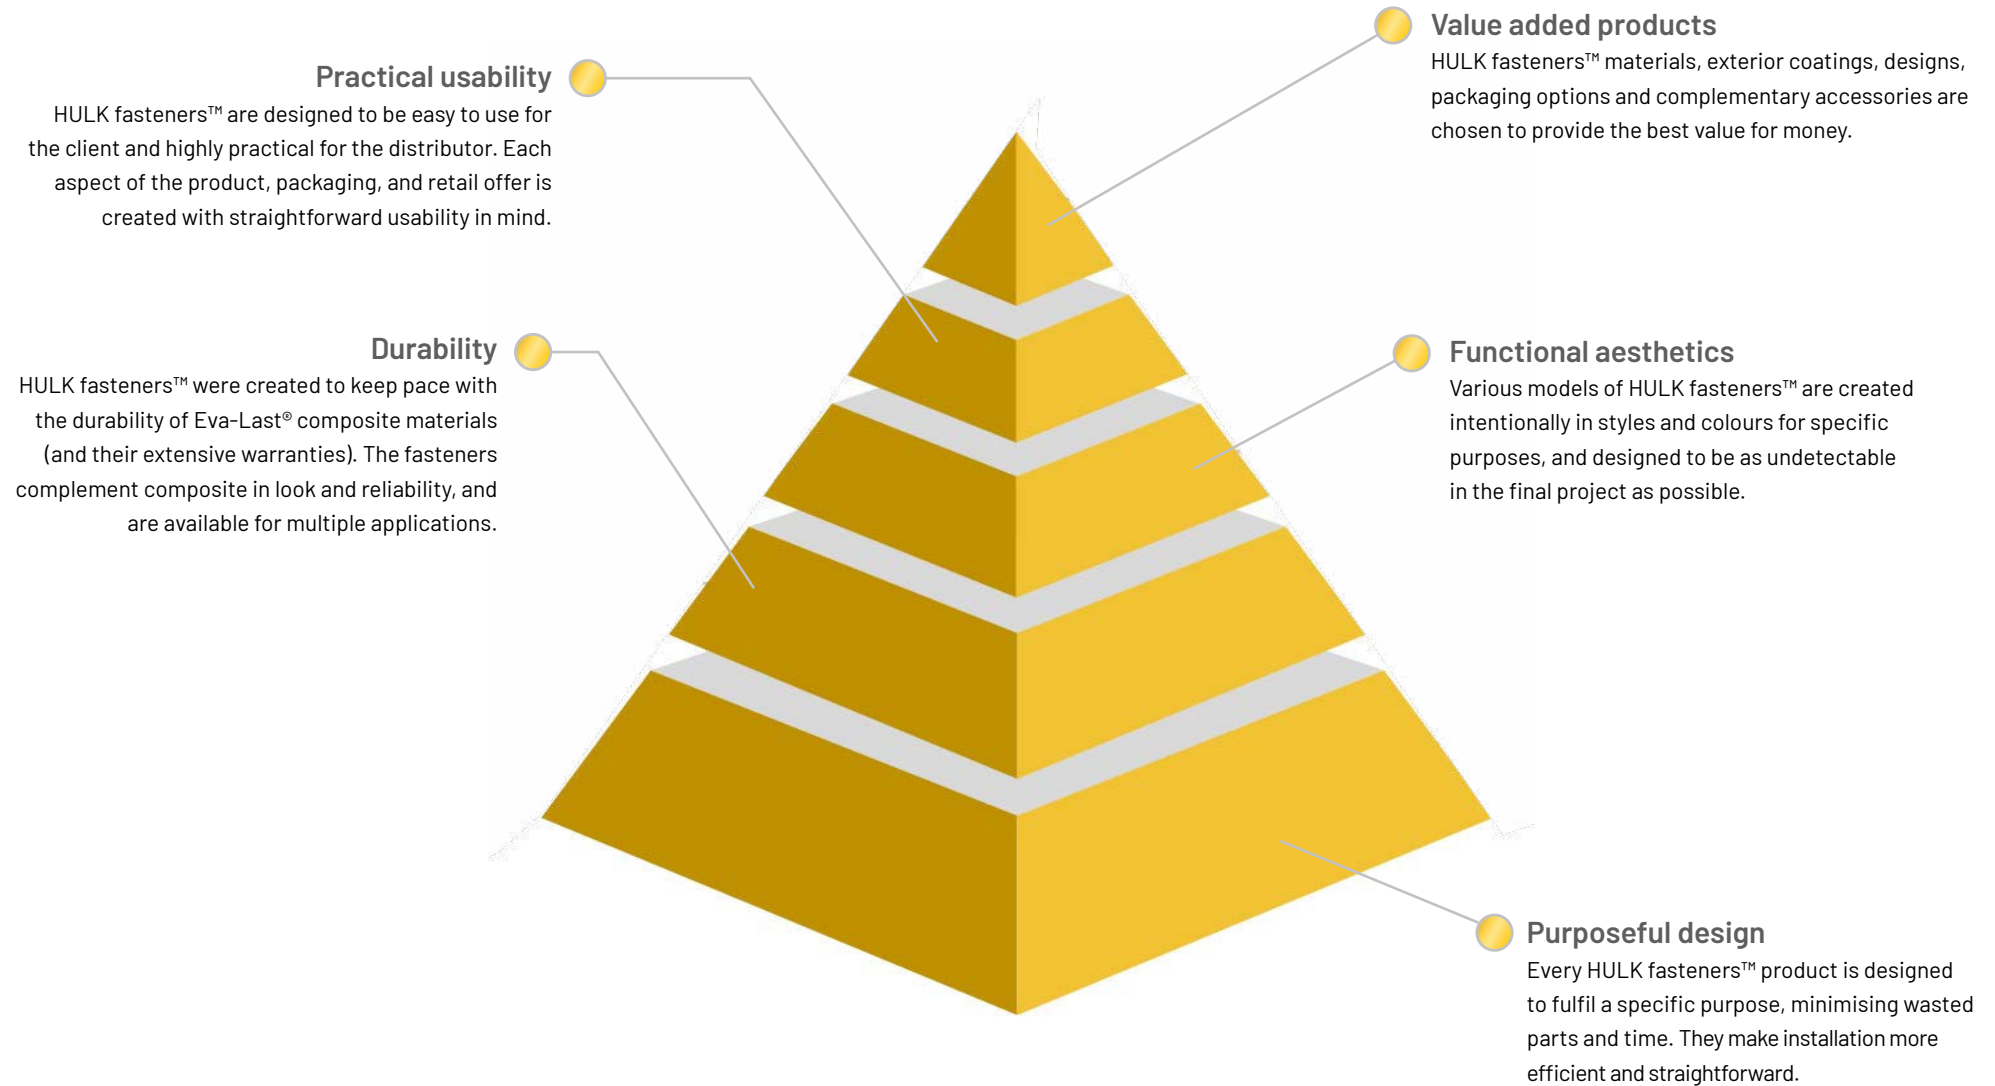 Value added products
HULK fasteners™ materials, exterior coatings, designs,
packaging options and complementary accessories are
chosen to provide the best value for money.
Practical usability
HULK fasteners™ are designed to be easy to use for
the client and highly practical for the distributor. Each
aspect of the product, packaging, and retail offer is
created with straightforward usability in mind.
Functional aesthetics
Various models of HULK fasteners™ are created
intentionally in styles and colours for specific
purposes, and designed to be as undetectable
in the final project as possible.
Durability
HULK fasteners™ were created to keep pace with
the durability of Eva-Last® composite materials
(and their extensive warranties). The fasteners
complement composite in look and reliability, and
are available for multiple applications.
Purposeful design
Every HULK fasteners™ product is designed
to fulfil a specific purpose, minimising wasted
parts and time. They make installation more
efficient and straightforward.